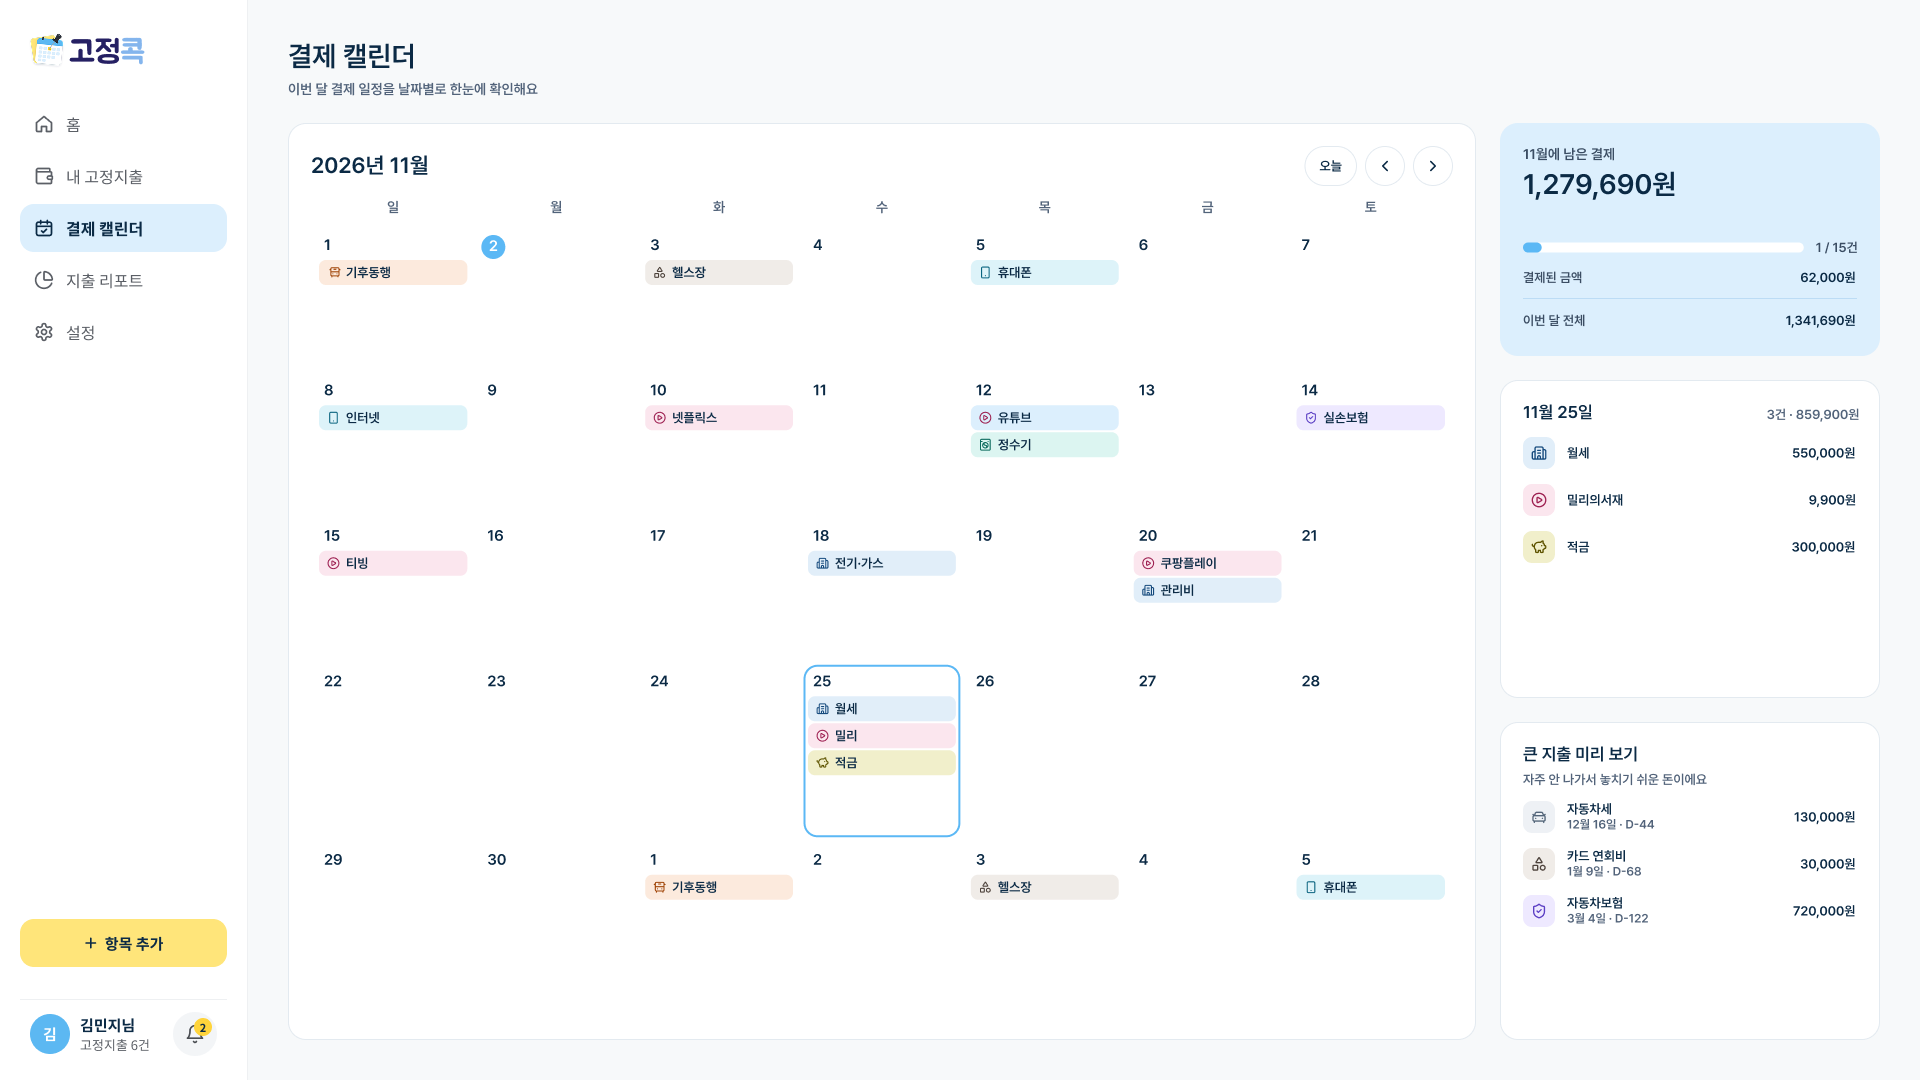 고정콕
홈
내 고정지출
결제 캘린더
지출 리포트
설정
+ 항목 추가
김
김민지님
고정지출 6건
2
결제 캘린더
이번 달 결제 일정을 날짜별로 한눈에 확인해요
2026년 11월
오늘
일 월 화 수 목 금 토
1 2 3 4 5 6 7
기후동행 헬스장 휴대폰
8 9 10 11 12 13 14
인터넷 넷플릭스 유튜브 실손보험
정수기
15 16 17 18 19 20 21
티빙 전기·가스 쿠팡플레이
관리비
22 23 24 25 26 27 28
월세
밀리
적금
29 30 1 2 3 4 5
기후동행 헬스장 휴대폰
11월에 남은 결제
1,279,690원
1 / 15건
결제된 금액 62,000원
이번 달 전체 1,341,690원
11월 25일 3건 · 859,900원
월세 550,000원
밀리의서재 9,900원
적금 300,000원
큰 지출 미리 보기
자주 안 나가서 놓치기 쉬운 돈이에요
자동차세 130,000원
12월 16일 · D-44
카드 연회비 30,000원
1월 9일 · D-68
자동차보험 720,000원
3월 4일 · D-122